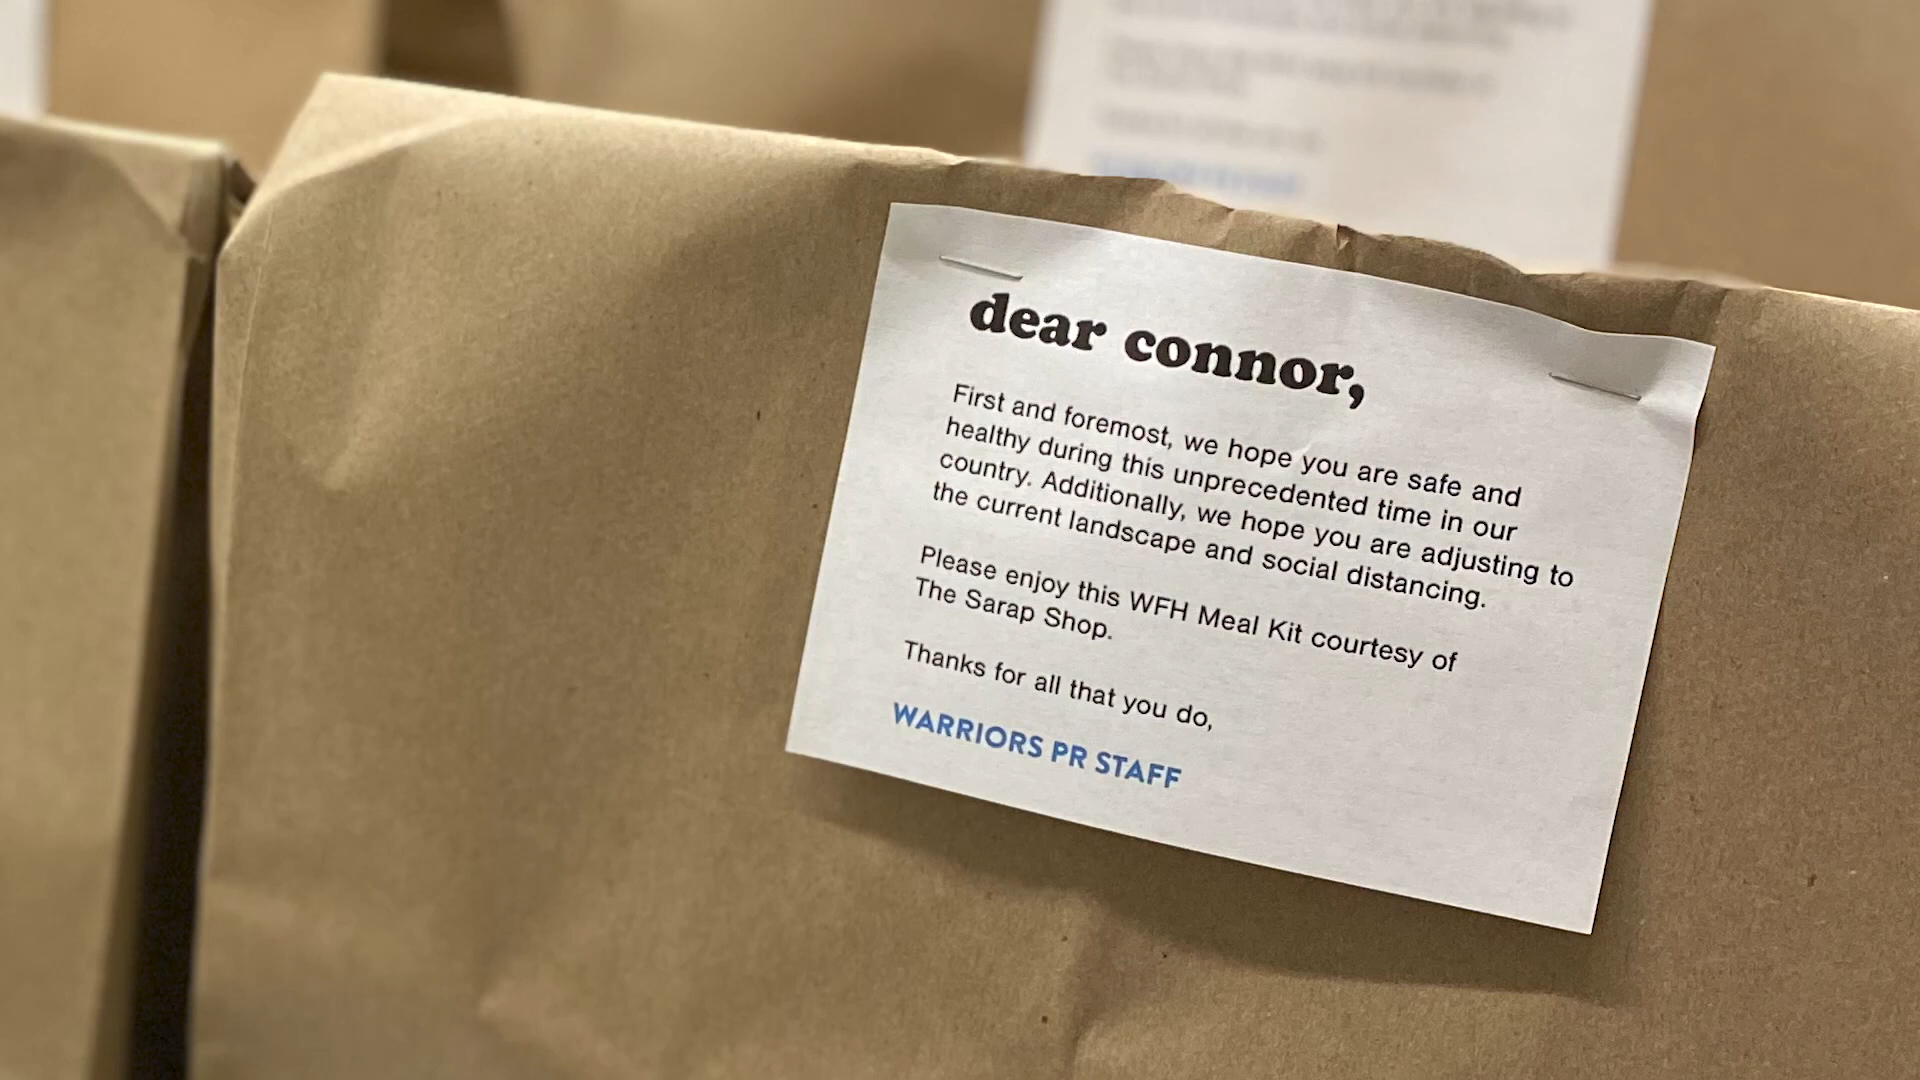 dear connor,
First and foremost, we hope you are safe and
healthy during this unprecedented time in our
country. Additionally, we hope you are adjusting to
the current landscape and social distancing.
Please enjoy this WFH Meal Kit courtesy of
The Sarap Shop.
Thanks for all that you do,
WARRIORS PR STAFF